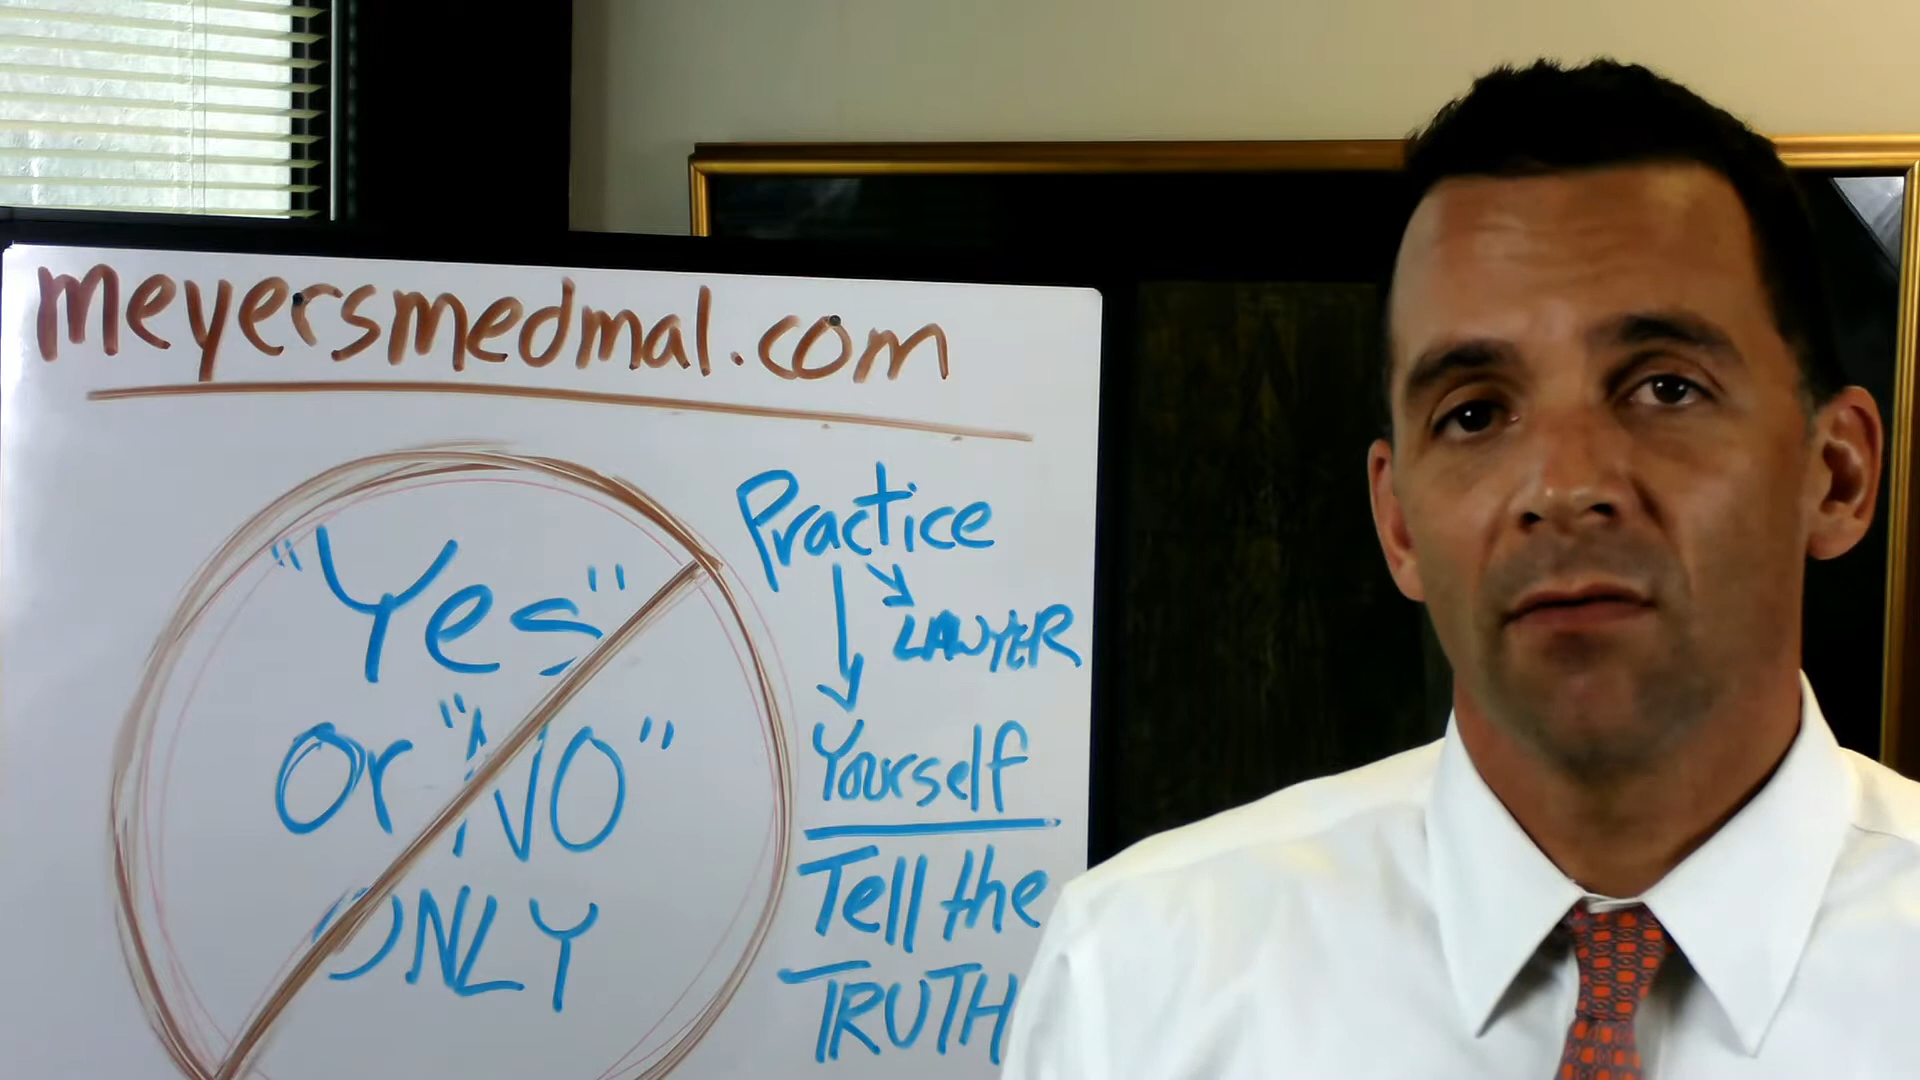 meyersmedmal.com
"Yes"
Or "NO"
ONLY
Practice
LAWYER
Yourself
Tell the
TRUTH